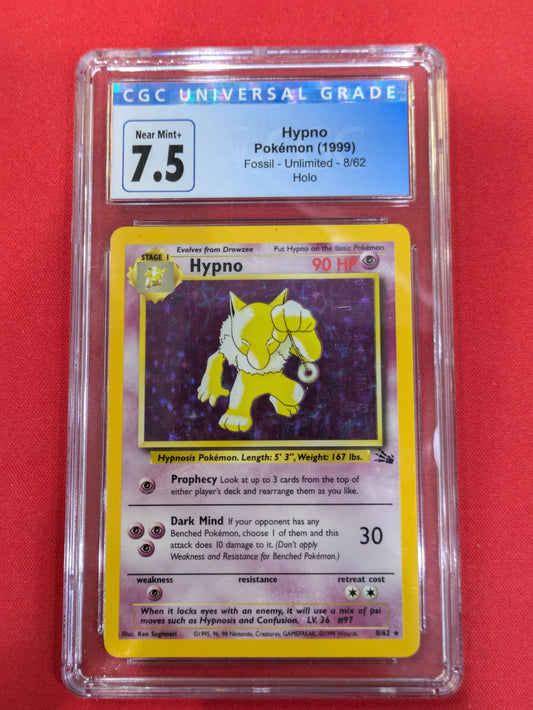 CGC UNIVERSAL GRADE
Near Mint+
7.5
Hypno
Pokémon (1999)
Fossil - Unlimited - 8/62
Holo
Evolves from Drowzee Put Hypno on the Basic Pokémon
STAGE 1
Hypno 90 HP
Hypnosis Pokémon. Length: 5' 3", Weight: 167 lbs.
Prophecy Look at up to 3 cards from the top of
either player's deck and rearrange them as you like.
Dark Mind If your opponent has any
Benched Pokémon, choose 1 of them and this
attack does 10 damage to it. (Don't apply
Weakness and Resistance for Benched Pokémon.)
30
weakness resistance retreat cost
When it locks eyes with an enemy, it will use a mix of psi
moves such as Hypnosis and Confusion. LV. 36 #97
Illus. Ken Sugimori ©1995, 96, 98 Nintendo, Creatures, GAMEFREAK. ©1999 Wizards. 8/62 ★